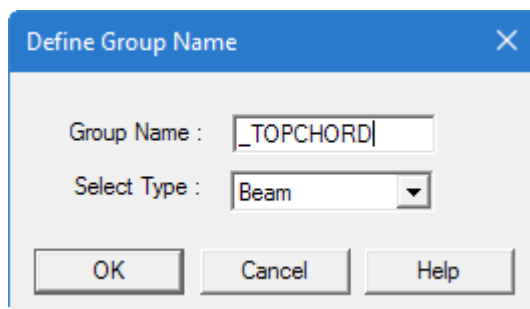 Define Group Name
Group Name : _TOPCHORD
Select Type : Beam
OK Cancel Help